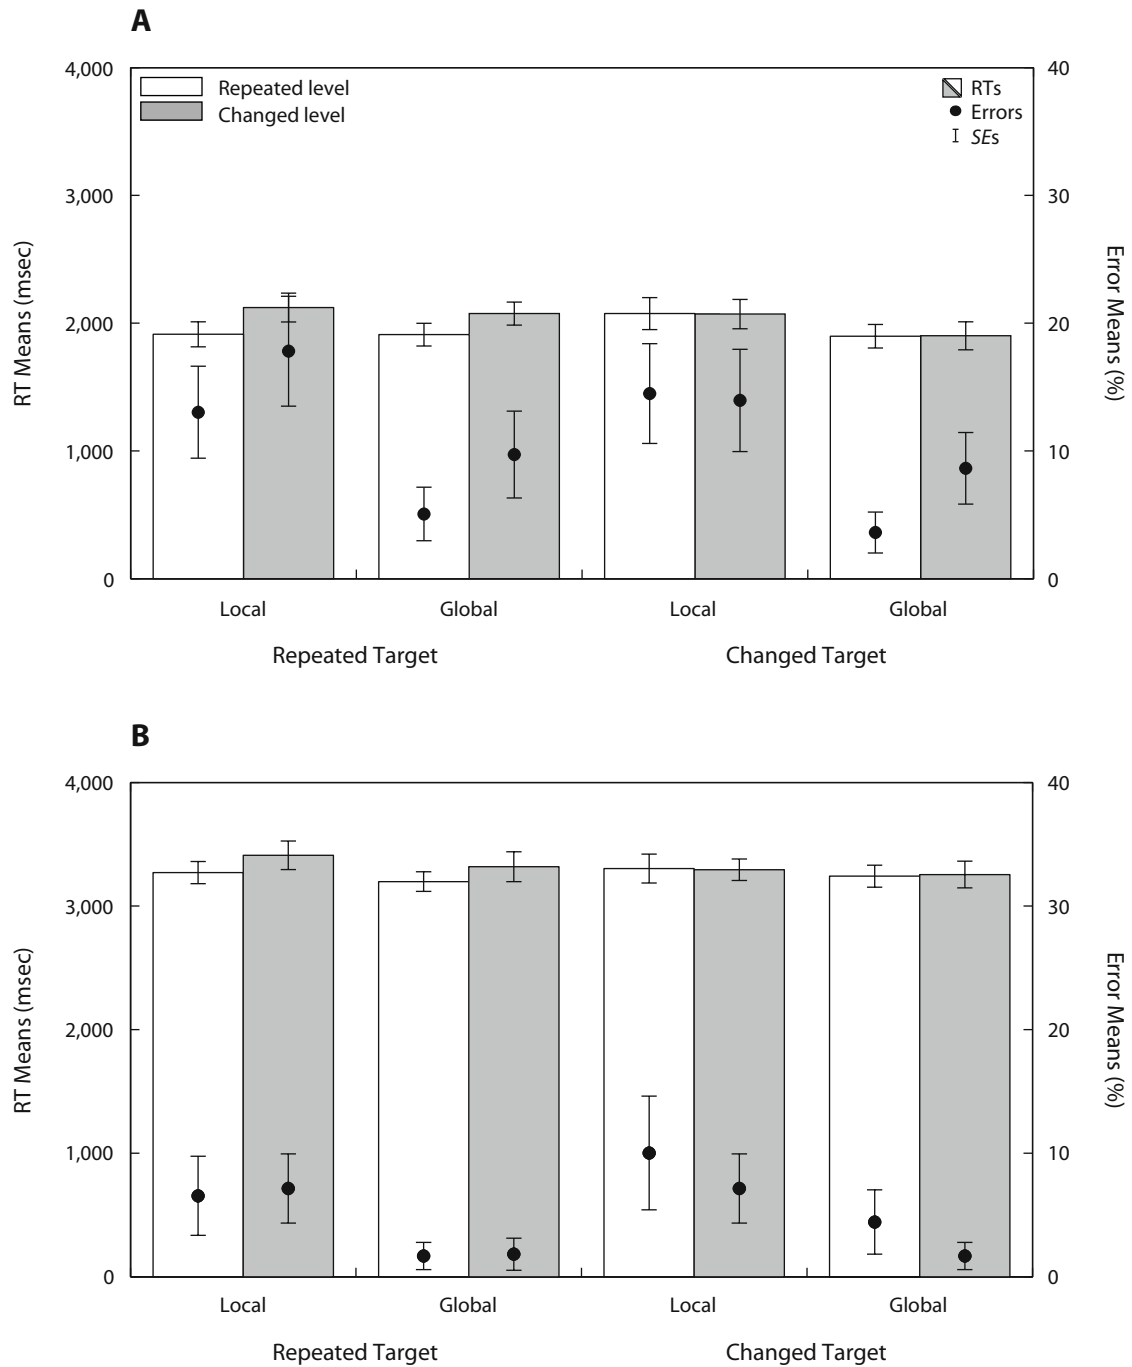 A
4,000
3,000
2,000
1,000
0
RT Means (msec)
Repeated level
Changed level
RTs
Errors
SEs
40
30
20
10
0
Error Means (%)
Local
Global
Local
Global
Repeated Target
Changed Target
B
4,000
3,000
2,000
1,000
0
RT Means (msec)
40
30
20
10
0
Error Means (%)
Local
Global
Local
Global
Repeated Target
Changed Target